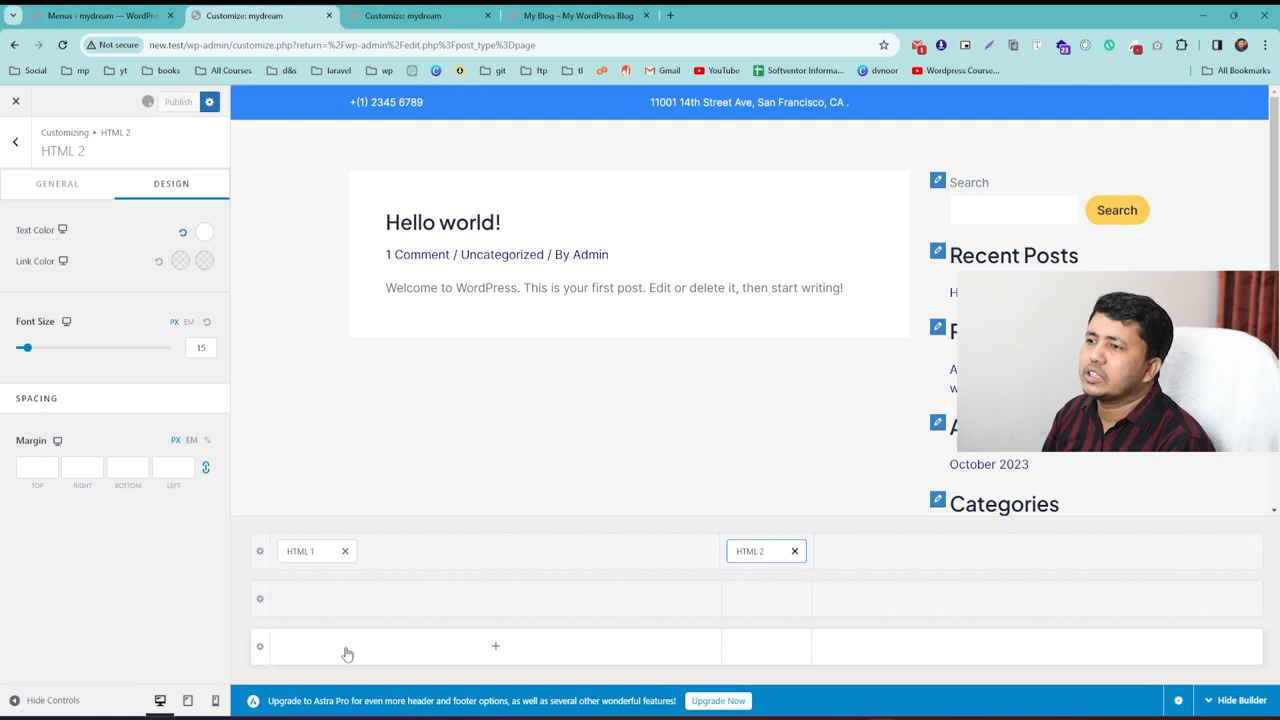 Menus ‹ mydream — WordPr
Customize: mydream
Customize: mydream
My Blog – My WordPress Blog
Not secure
new.test/wp-admin/customize.php?return=%2Fwp-admin%2Fedit.php%3Fpost_type%3Dpage
Social
mp
yt
books
All Courses
d&s
laravel
wp
git
ftp
tl
Gmail
YouTube
Softventor Informa...
dvnoor
Wordpress Course...
All Bookmarks
Publish
Customizing ▸ HTML 2
HTML 2
GENERAL
DESIGN
Text Color
Link Color
Font Size
PX EM
15
SPACING
Margin
PX EM %
TOP RIGHT BOTTOM LEFT
Hide Controls
+(1) 2345 6789
11001 14th Street Ave, San Francisco, CA .
Hello world!
1 Comment / Uncategorized / By Admin
Welcome to WordPress. This is your first post. Edit or delete it, then start writing!
Search
Search
Recent Posts
October 2023
Categories
HTML 1
HTML 2
Upgrade to Astra Pro for even more header and footer options, as well as several other wonderful features!
Upgrade Now
Hide Builder